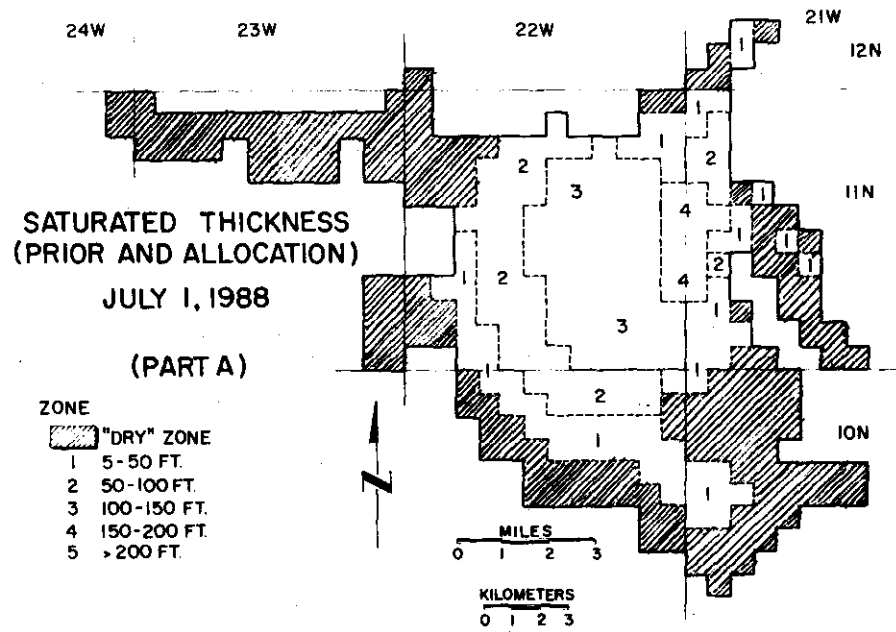 24W 23W 22W 21W
12N
1
1
1
2
2
3
1
11N
SATURATED THICKNESS
4
1
(PRIOR AND ALLOCATION)
1
1
2
1
2
4
JULY 1, 1988
1
1
3
(PART A)
1
1
ZONE
2
"DRY" ZONE
10N
1 5-50 FT.
1
2 50-100 FT.
N
3 100-150 FT.
1
4 150-200 FT.
MILES
5 >200 FT.
0 1 2 3
KILOMETERS
0 1 2 3